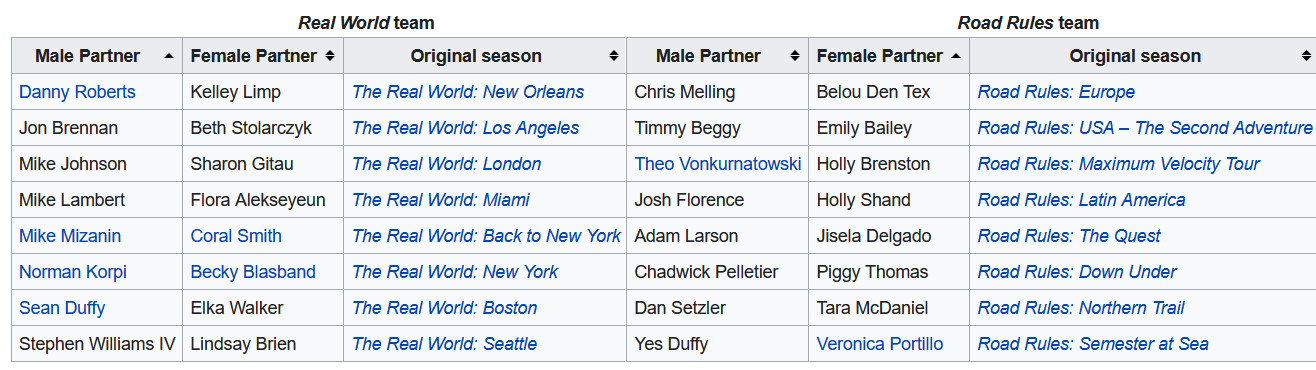 Real World team Road Rules team
Male Partner Female Partner Original season Male Partner Female Partner Original season
Danny Roberts Kelley Limp The Real World: New Orleans Chris Melling Belou Den Tex Road Rules: Europe
Jon Brennan Beth Stolarczyk The Real World: Los Angeles Timmy Beggy Emily Bailey Road Rules: USA – The Second Adventure
Mike Johnson Sharon Gitau The Real World: London Theo Vonkurnatowski Holly Brenston Road Rules: Maximum Velocity Tour
Mike Lambert Flora Alekseyeun The Real World: Miami Josh Florence Holly Shand Road Rules: Latin America
Mike Mizanin Coral Smith The Real World: Back to New York Adam Larson Jisela Delgado Road Rules: The Quest
Norman Korpi Becky Blasband The Real World: New York Chadwick Pelletier Piggy Thomas Road Rules: Down Under
Sean Duffy Elka Walker The Real World: Boston Dan Setzler Tara McDaniel Road Rules: Northern Trail
Stephen Williams IV Lindsay Brien The Real World: Seattle Yes Duffy Veronica Portillo Road Rules: Semester at Sea